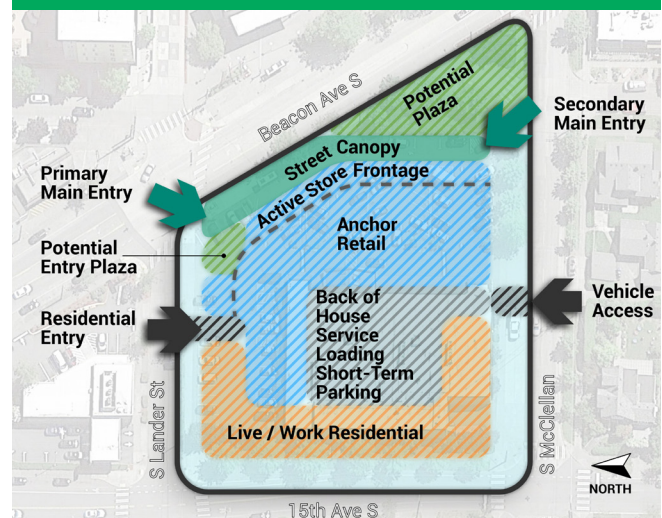 Beacon Ave S
Potential
Plaza
Secondary
Main Entry
Street Canopy
Active Store Frontage
Primary
Main Entry
Anchor
Retail
Potential
Entry Plaza
Back of
House
Service
Loading
Short-Term
Parking
Vehicle
Access
Residential
Entry
Live / Work Residential
S Lander St
S McClellan
NORTH
15th Ave S